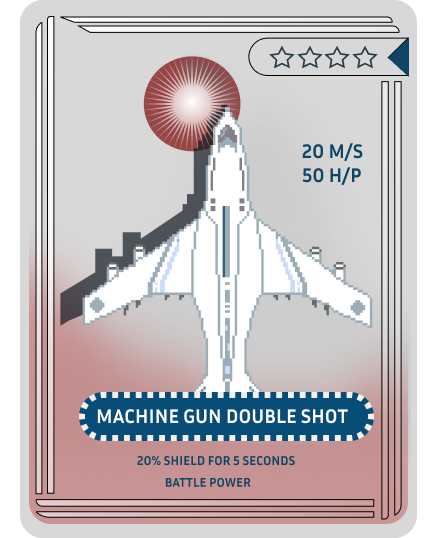 20 M/S
50 H/P
MACHINE GUN DOUBLE SHOT
20% SHIELD FOR 5 SECONDS
BATTLE POWER